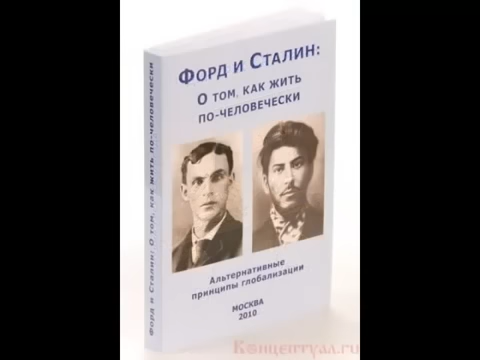 Форд и Сталин:
О том, как жить
по-человечески
Альтернативные
принципы глобализации
МОСКВА
2010
Форд и Сталин: О том, как жить по-человечески
Концептуал.ru